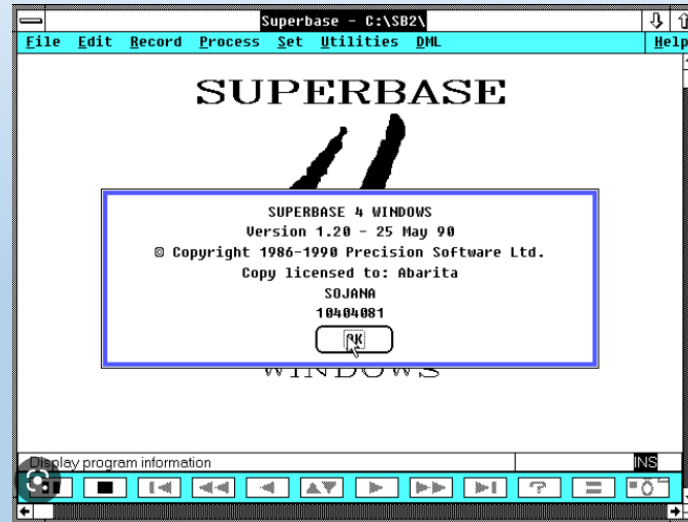 Superbase - C:\SB2\
File Edit Record Process Set Utilities DML Help
SUPERBASE
SUPERBASE 4 WINDOWS
Version 1.20 - 25 May 90
© Copyright 1986-1990 Precision Software Ltd.
Copy licensed to: Abarita
SOJANA
10404081
OK
WINDOWS
Display program information INS